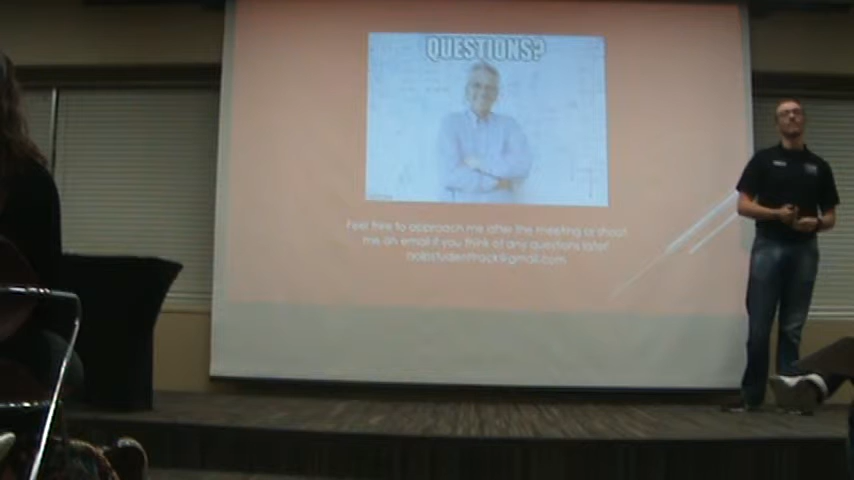 QUESTIONS?
Feel free to approach me after the meeting or shoot
me an email if you think of any questions later